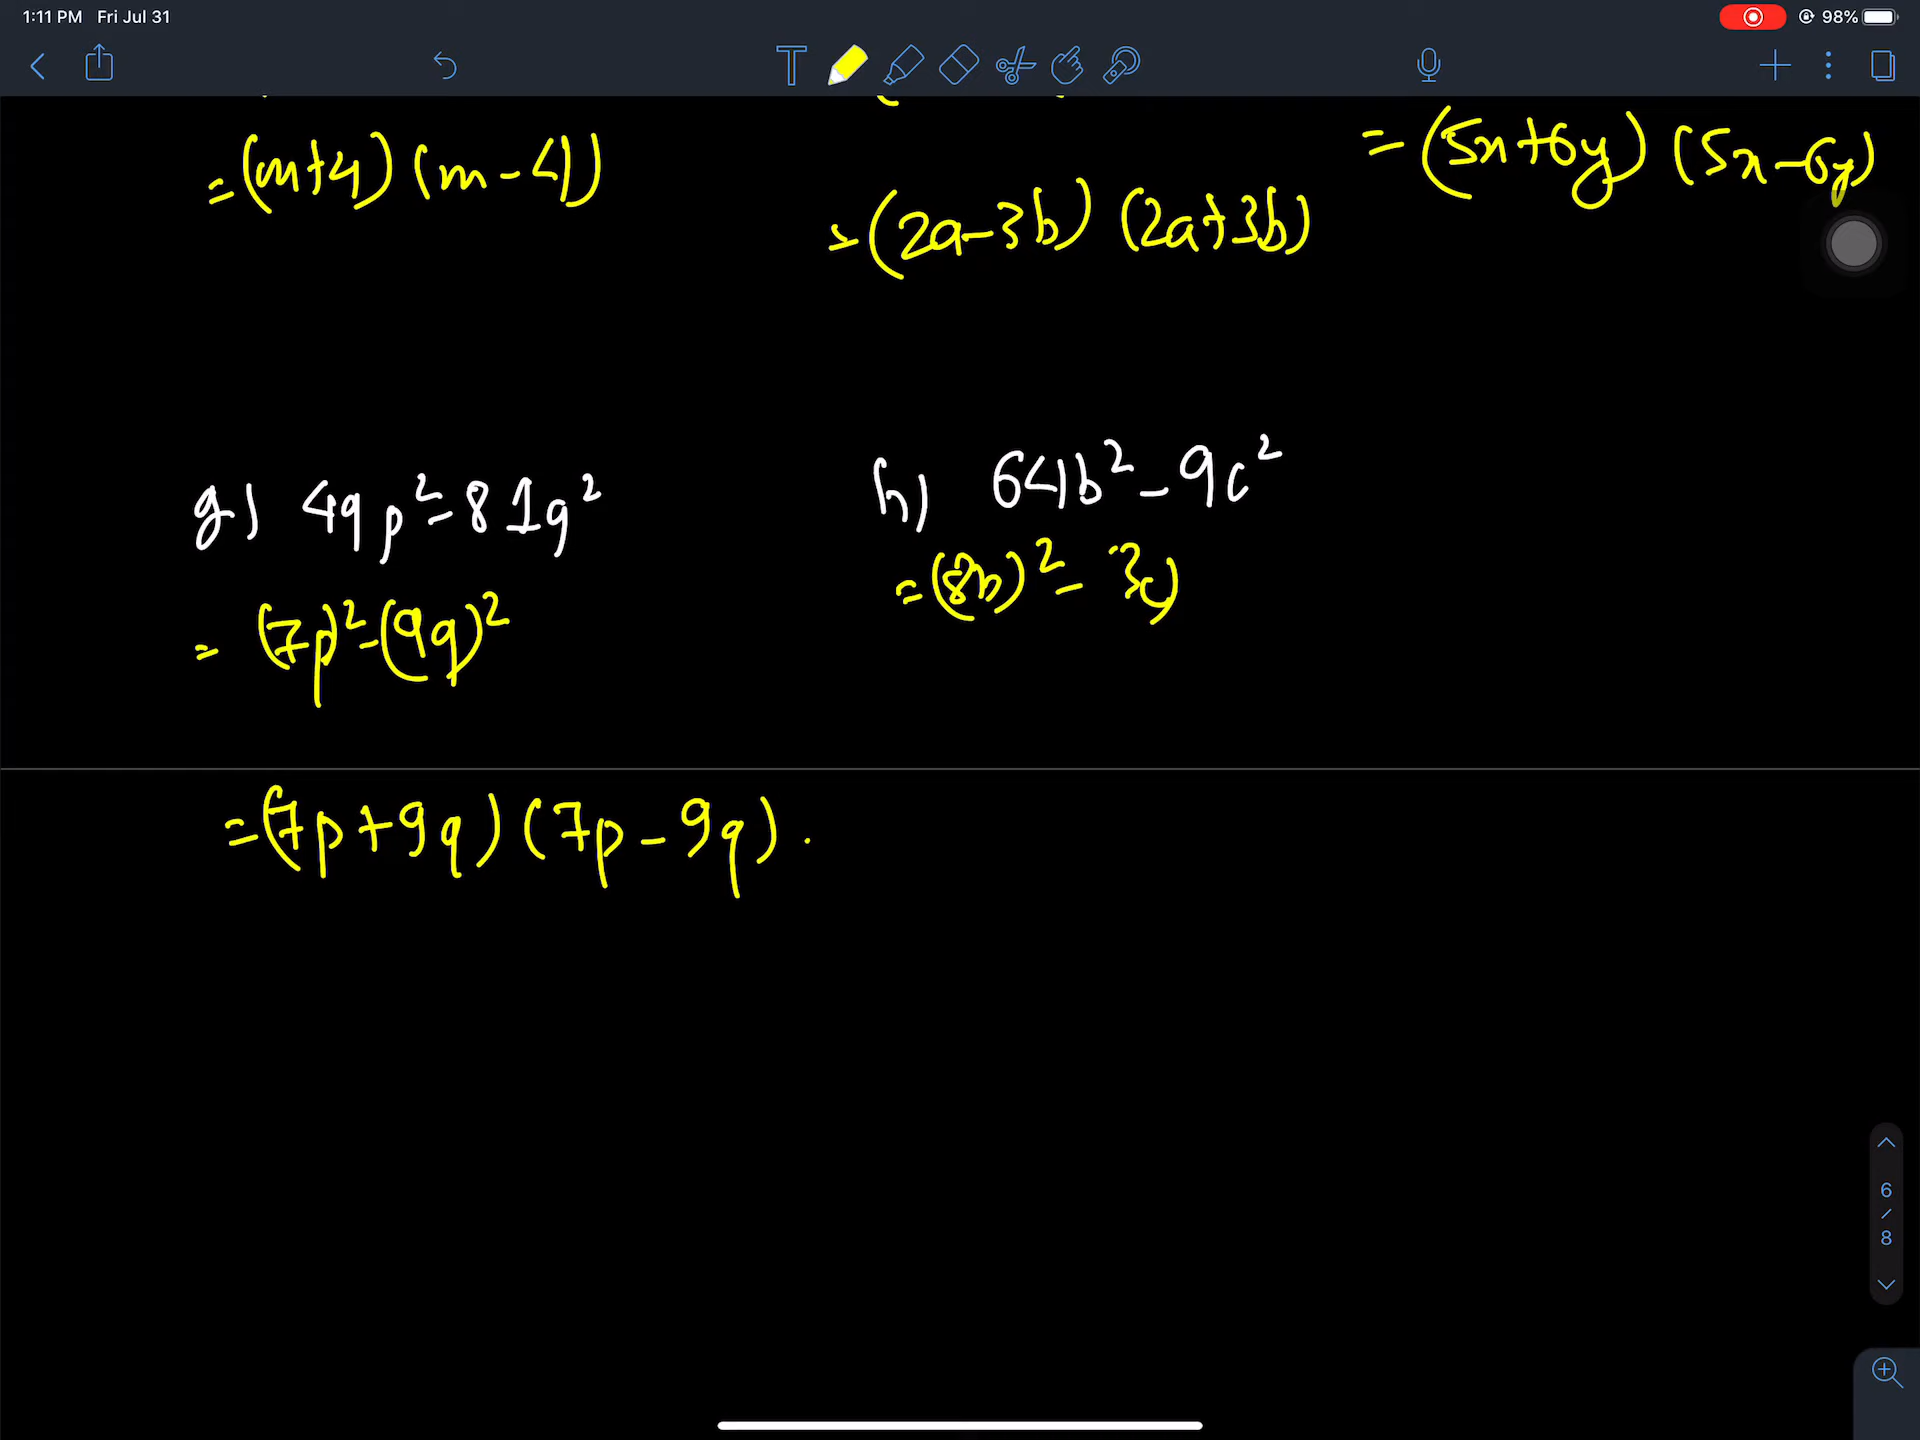 1:11 PM Fri Jul 31
98%
= (m+4) (m-4)
= (2a-3b) (2a+3b)
= (5x+6y) (5x-6y)
g) 49p²-81q²
= (7p)²-(9q)²
= (7p+9q) (7p-9q).
h) 64b²-9c²
= (8b)²- 3c)
6
/
8